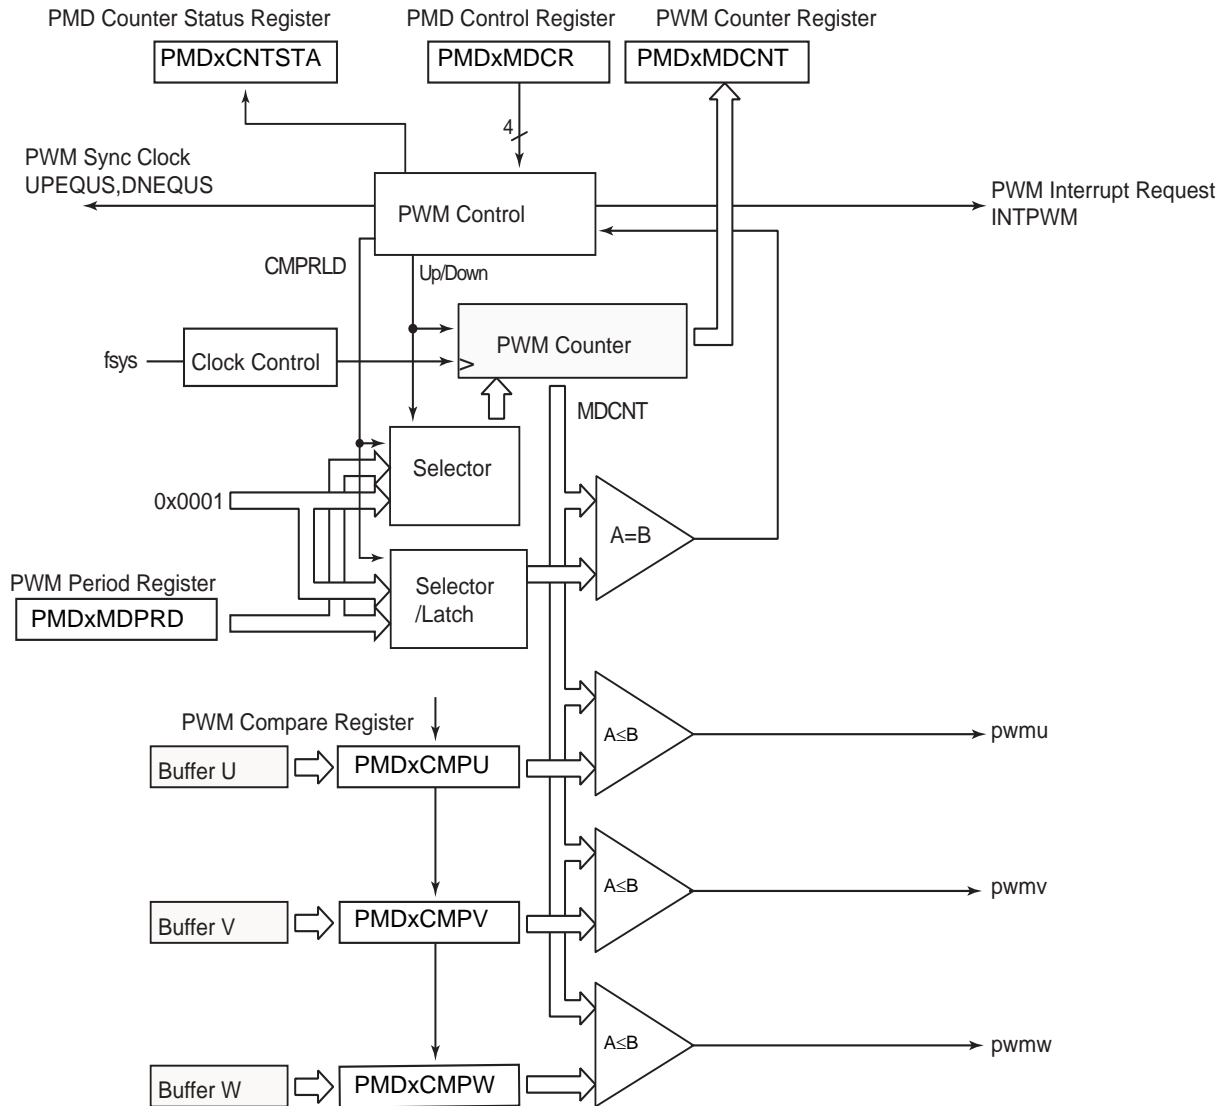 PMD Counter Status Register
PMD Control Register
PWM Counter Register
PMDxCNTSTA
PMDxMDCR
PMDxMDCNT
4
PWM Sync Clock
UPEQUS,DNEQUS
PWM Control
PWM Interrupt Request
INTPWM
CMPRLD
Up/Down
fsys
Clock Control
PWM Counter
MDCNT
Selector
0x0001
A=B
PWM Period Register
PMDxMDPRD
Selector
/Latch
PWM Compare Register
Buffer U
PMDxCMPU
A≤B
pwmu
Buffer V
PMDxCMPV
A≤B
pwmv
Buffer W
PMDxCMPW
A≤B
pwmw